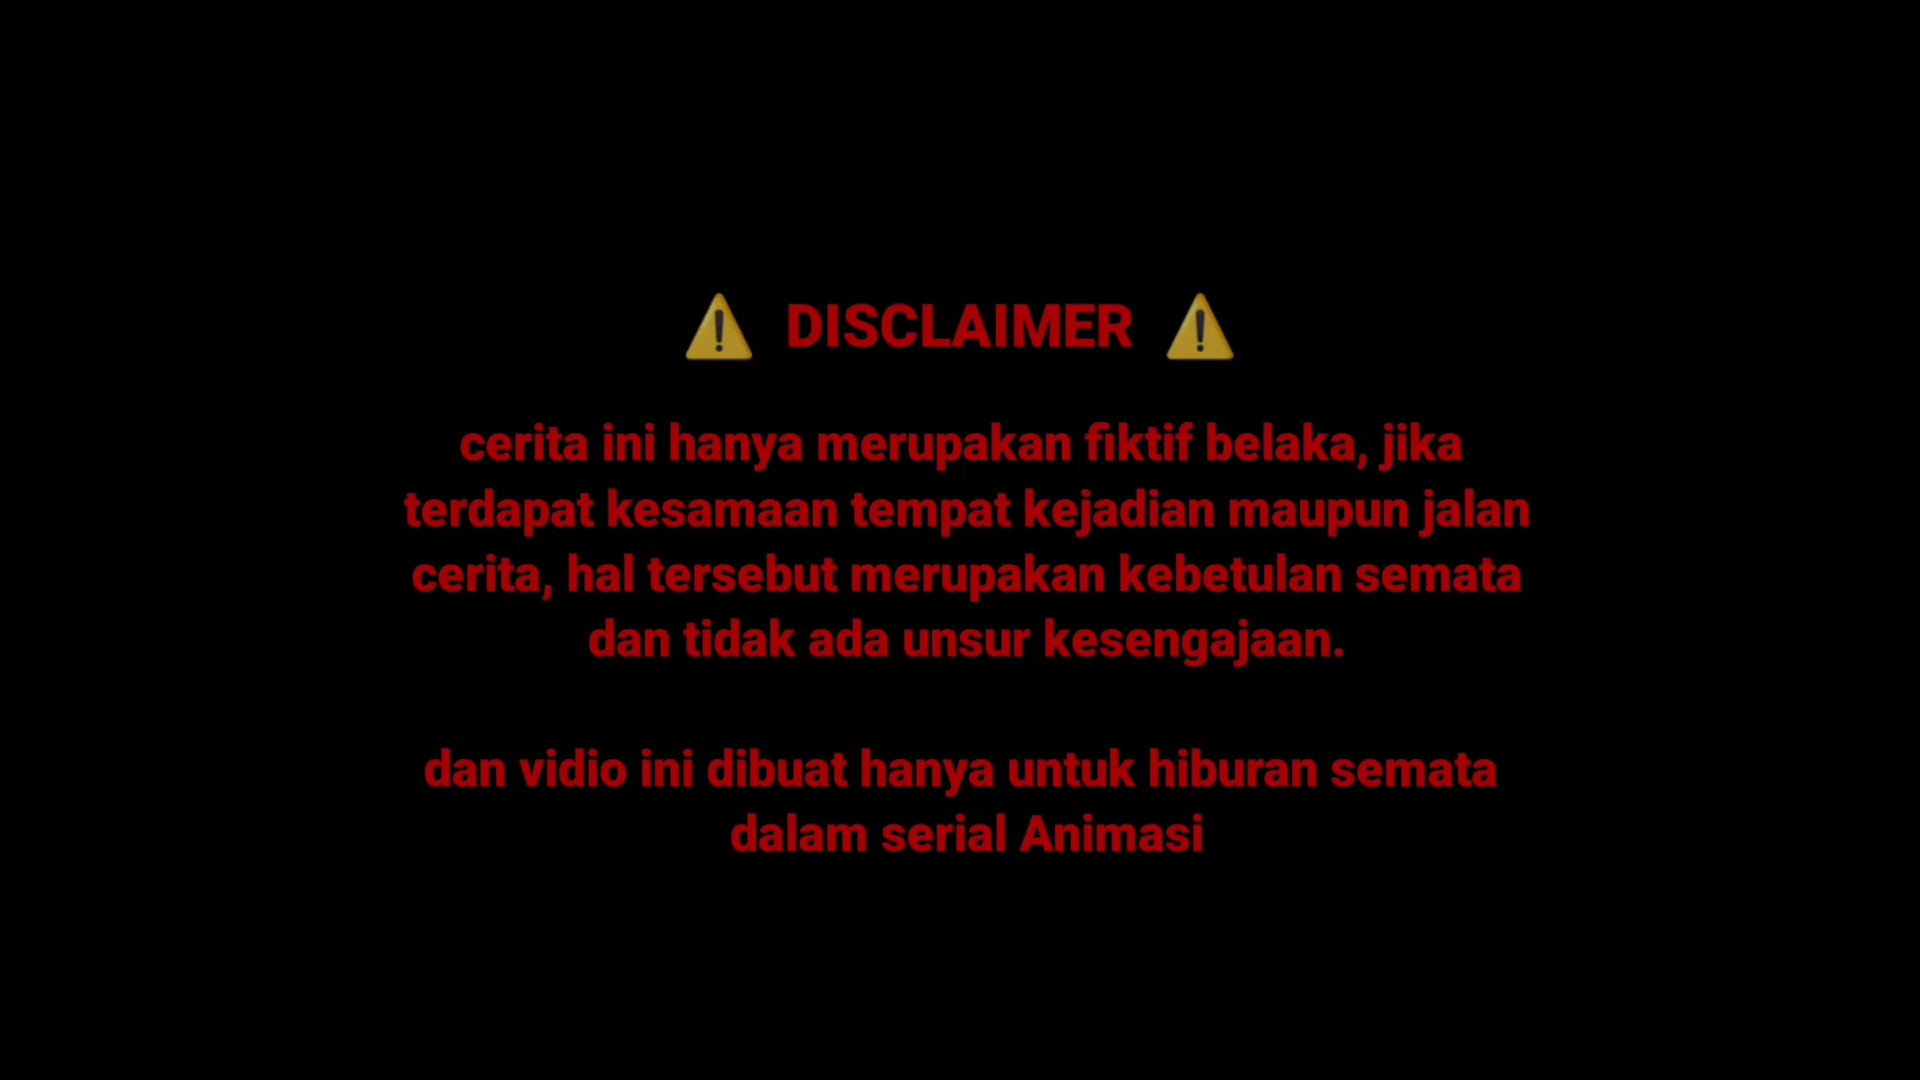 ⚠️ DISCLAIMER ⚠️
cerita ini hanya merupakan fiktif belaka, jika
terdapat kesamaan tempat kejadian maupun jalan
cerita, hal tersebut merupakan kebetulan semata
dan tidak ada unsur kesengajaan.
dan vidio ini dibuat hanya untuk hiburan semata
dalam serial Animasi